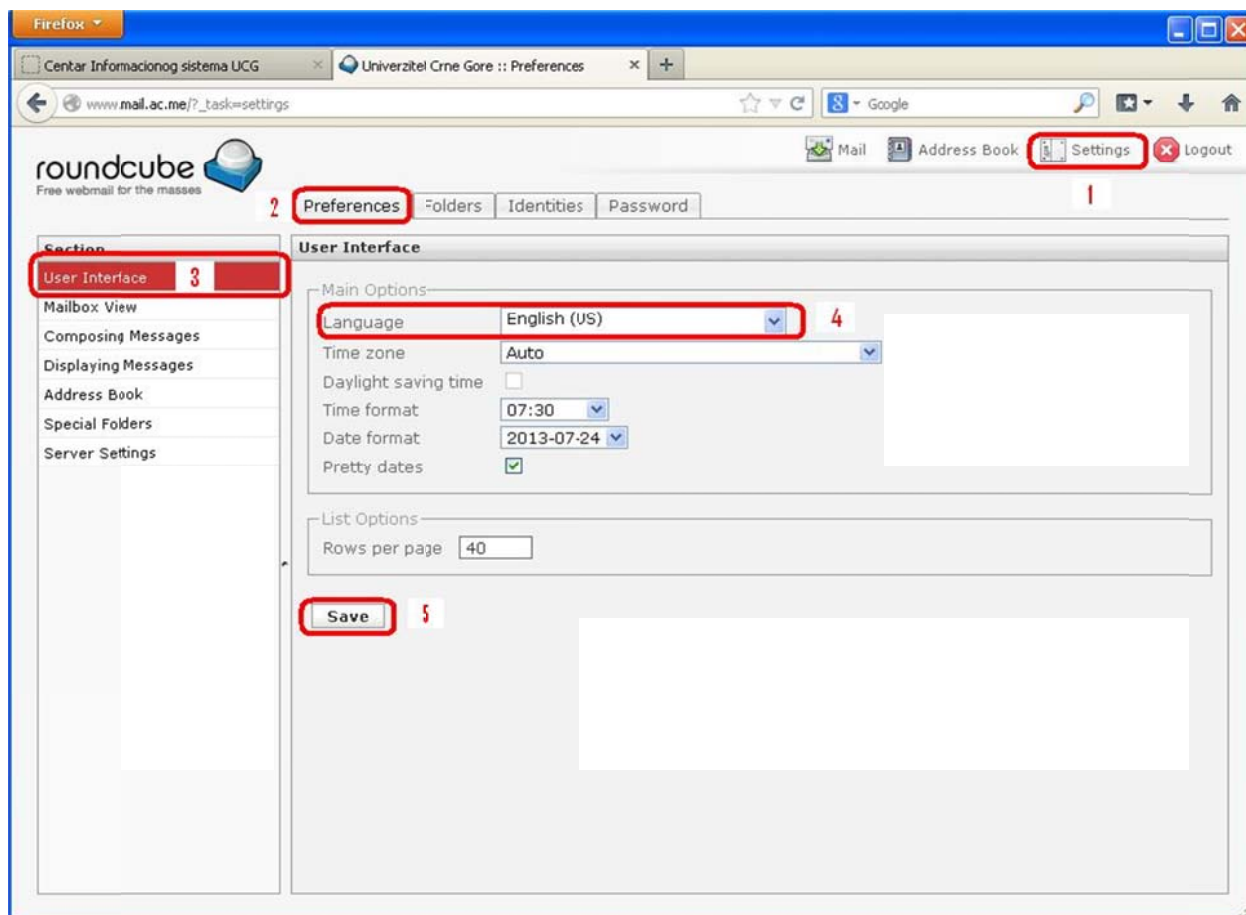 Firefox
Centar Informacionog sistema UCG
Univerzitet Crne Gore :: Preferences
www.mail.ac.me/?_task=settings
Google
Mail Address Book Settings Logout
1
roundcube
Free webmail for the masses
2 Preferences Folders Identities Password
Section
User Interface 3
Mailbox View
Composing Messages
Displaying Messages
Address Book
Special Folders
Server Settings
User Interface
Main Options
Language English (US) 4
Time zone Auto
Daylight saving time
Time format 07:30
Date format 2013-07-24
Pretty dates
List Options
Rows per page 40
Save 5